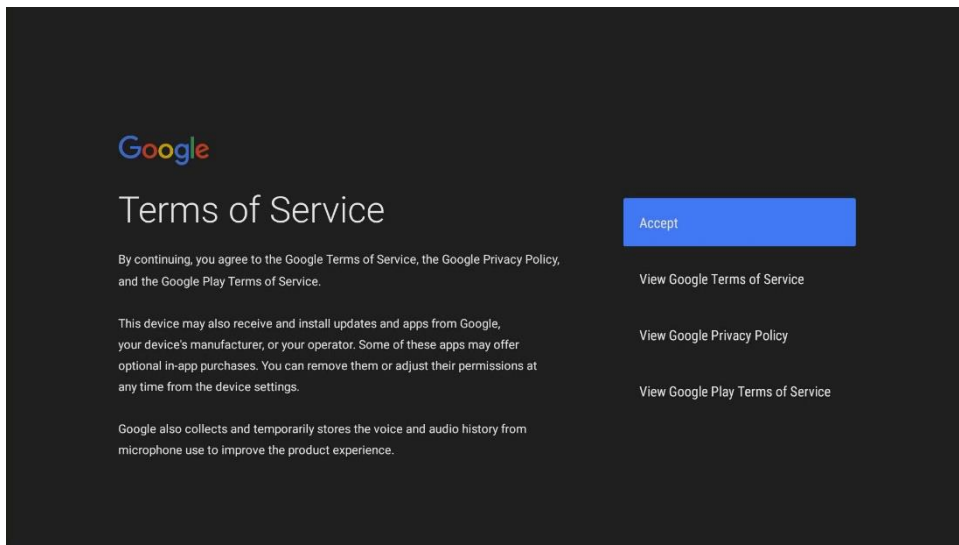 Google
Terms of Service
By continuing, you agree to the Google Terms of Service, the Google Privacy Policy,
and the Google Play Terms of Service.
This device may also receive and install updates and apps from Google,
your device's manufacturer, or your operator. Some of these apps may offer
optional in-app purchases. You can remove them or adjust their permissions at
any time from the device settings.
Google also collects and temporarily stores the voice and audio history from
microphone use to improve the product experience.
Accept
View Google Terms of Service
View Google Privacy Policy
View Google Play Terms of Service